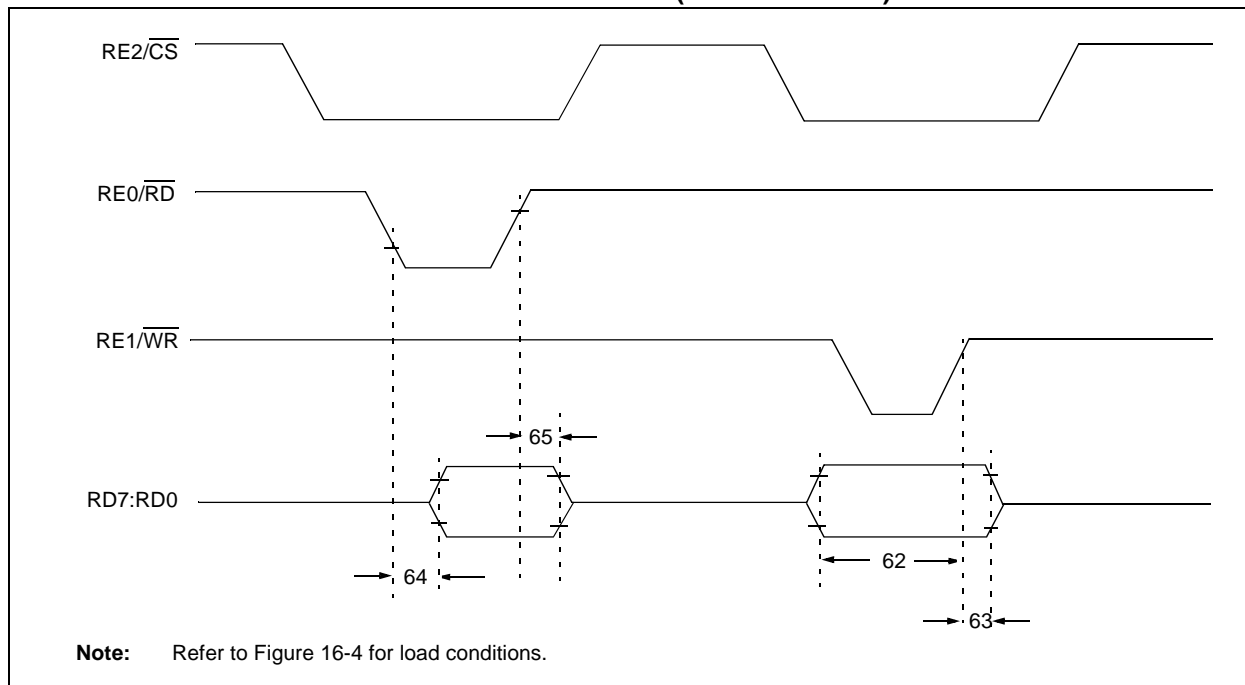 RE2/CS
RE0/RD
RE1/WR
65
RD7:RD0
62
64
63
Note: Refer to Figure 16-4 for load conditions.